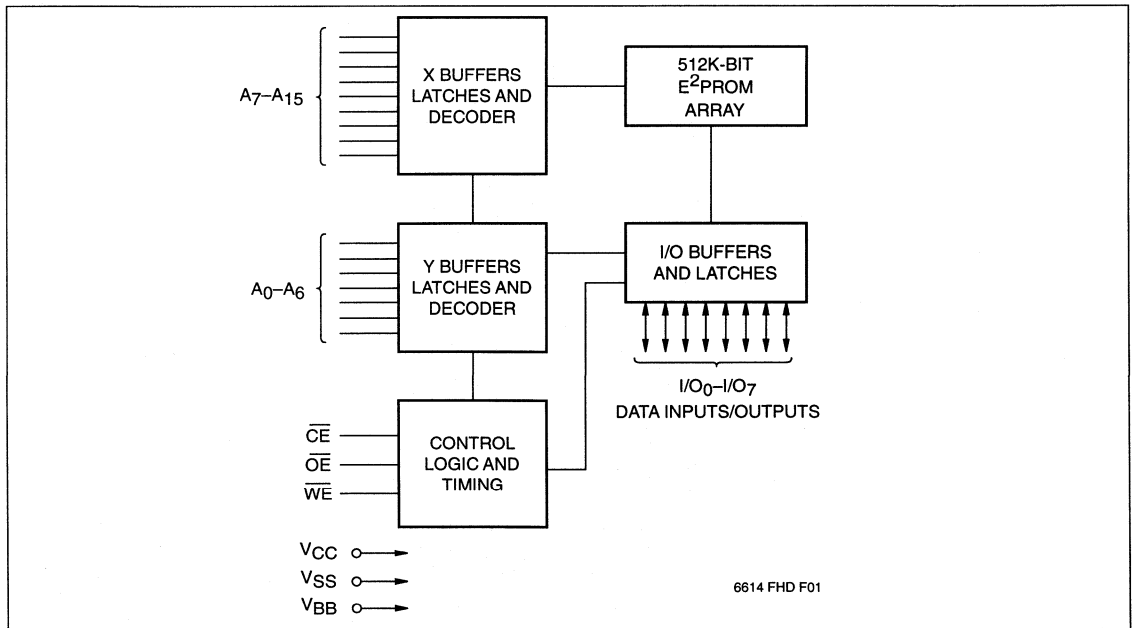 A7–A15
X BUFFERS
LATCHES AND
DECODER
512K-BIT
E²PROM
ARRAY
A0–A6
Y BUFFERS
LATCHES AND
DECODER
I/O BUFFERS
AND LATCHES
I/O0–I/O7
DATA INPUTS/OUTPUTS
CE
OE
WE
CONTROL
LOGIC AND
TIMING
VCC
VSS
VBB
6614 FHD F01